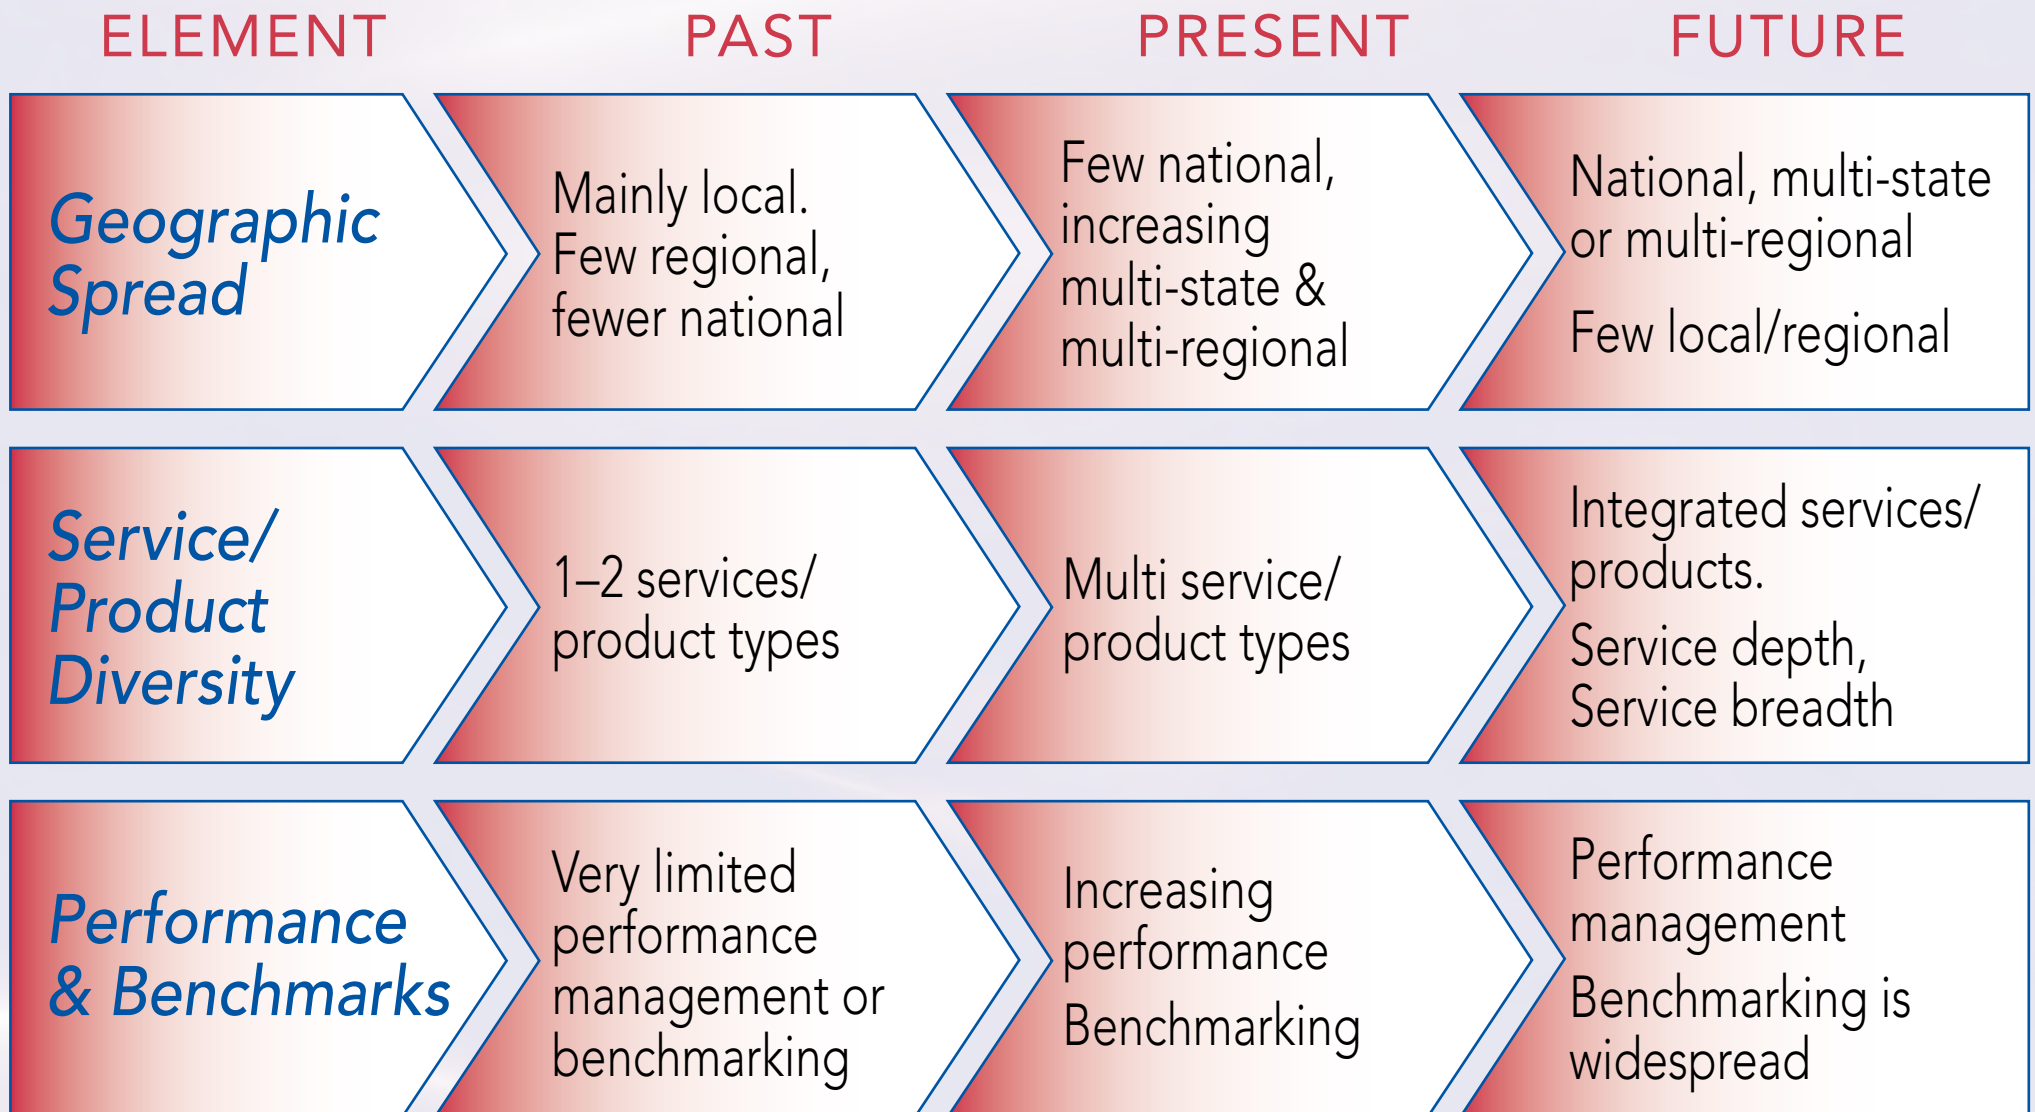 ELEMENT PAST PRESENT FUTURE
Geographic
Spread
Mainly local.
Few regional,
fewer national
Few national,
increasing
multi-state &
multi-regional
National, multi-state
or multi-regional
Few local/regional
Service/
Product
Diversity
1–2 services/
product types
Multi service/
product types
Integrated services/
products.
Service depth,
Service breadth
Performance
& Benchmarks
Very limited
performance
management or
benchmarking
Increasing
performance
Benchmarking
Performance
management
Benchmarking is
widespread